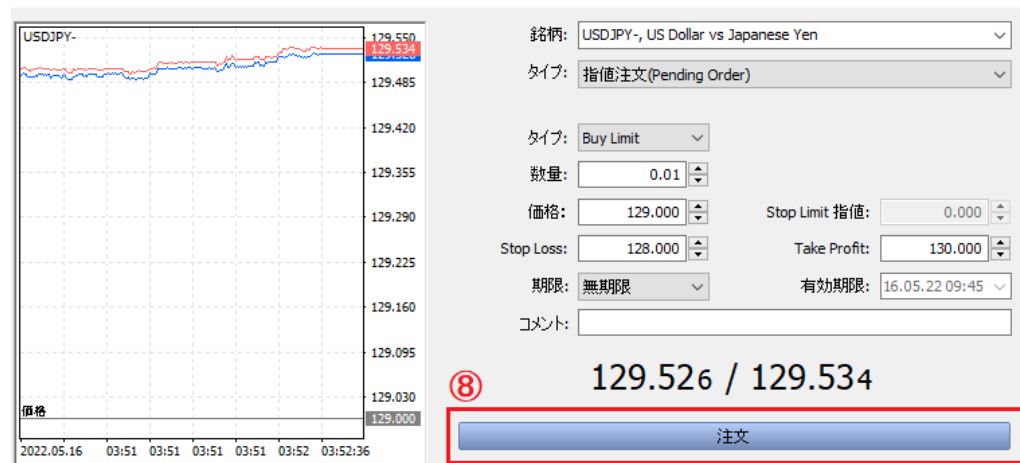 USDJPY-
129.550
129.534
129.526
129.485
129.420
129.355
129.290
129.225
129.160
129.095
129.030
価格
129.000
2022.05.16 03:51 03:51 03:51 03:51 03:52 03:52:36
銘柄: USDJPY-, US Dollar vs Japanese Yen
タイプ: 指値注文(Pending Order)
タイプ: Buy Limit
数量: 0.01
価格: 129.000 Stop Limit 指値: 0.000
Stop Loss: 128.000 Take Profit: 130.000
期限: 無期限 有効期限: 16.05.22 09:45
コメント:
129.526 / 129.534
⑧
注文